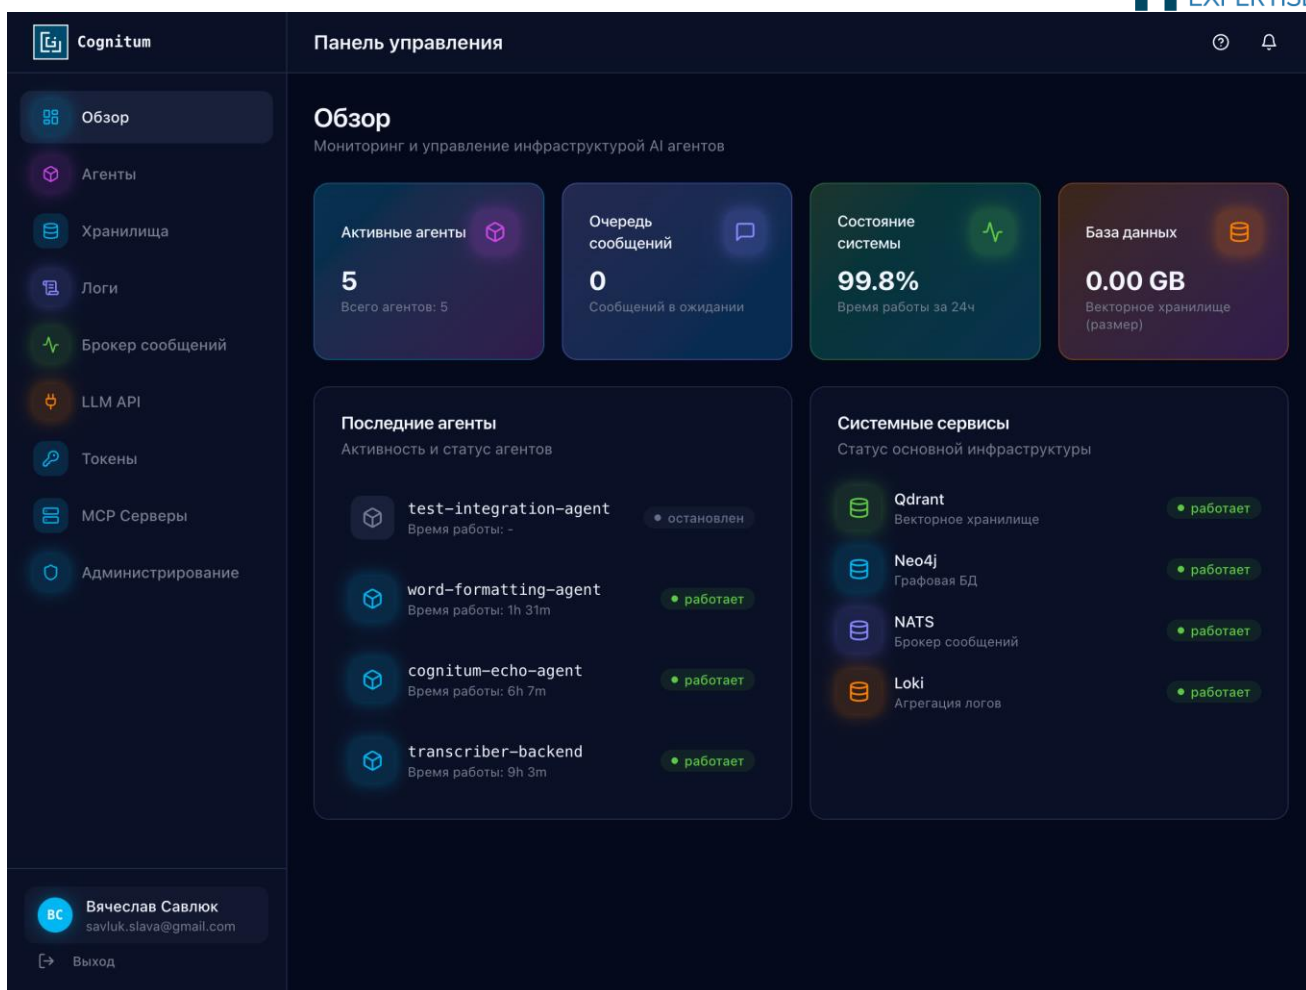 EXPERTISE
Cognitum
Панель управления
Обзор
Агенты
Хранилища
Логи
Брокер сообщений
LLM API
Токены
MCP Серверы
Администрирование
Вячеслав Савлюк
BC
savluk.slava@gmail.com
Выход
Обзор
Мониторинг и управление инфраструктурой AI агентов
Активные агенты
5
Всего агентов: 5
Очередь
сообщений
0
Сообщений в ожидании
Состояние
системы
99.8%
Время работы за 24ч
База данных
0.00 GB
Векторное хранилище
(размер)
Последние агенты
Активность и статус агентов
test-integration-agent
Время работы: -
остановлен
word-formatting-agent
Время работы: 1h 31m
работает
cognitum-echo-agent
Время работы: 6h 7m
работает
transcriber-backend
Время работы: 9h 3m
работает
Системные сервисы
Статус основной инфраструктуры
Qdrant
Векторное хранилище
работает
Neo4j
Графовая БД
работает
NATS
Брокер сообщений
работает
Loki
Агрегация логов
работает